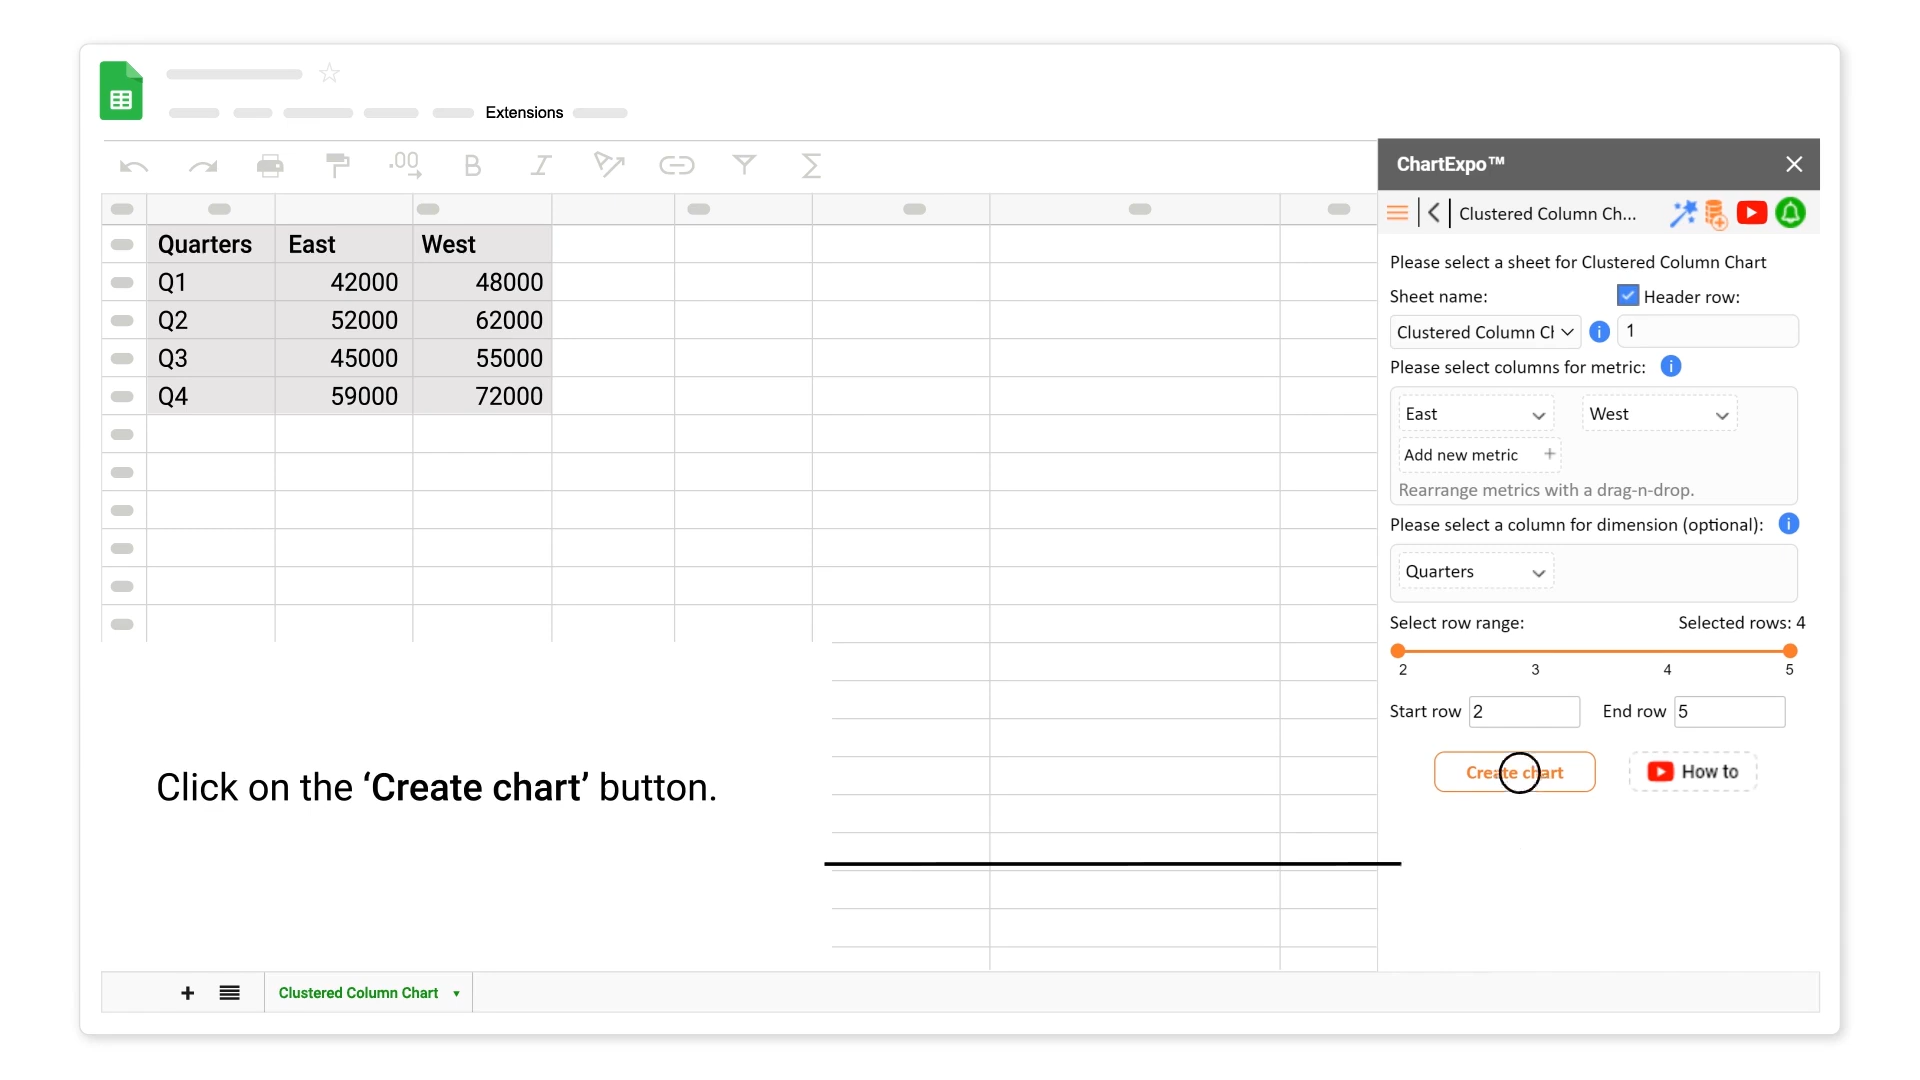 Extensions
.00
B
I
ChartExpo™
Clustered Column Ch...
Quarters East West
Q1 42000 48000
Q2 52000 62000
Q3 45000 55000
Q4 59000 72000
Please select a sheet for Clustered Column Chart
Sheet name: Header row:
Clustered Column Cl i 1
Please select columns for metric: i
East West
Add new metric +
Rearrange metrics with a drag-n-drop.
Please select a column for dimension (optional): i
Quarters
Select row range: Selected rows: 4
2 3 4 5
Start row 2 End row 5
Create chart How to
Click on the ‘Create chart’ button.
+ Clustered Column Chart